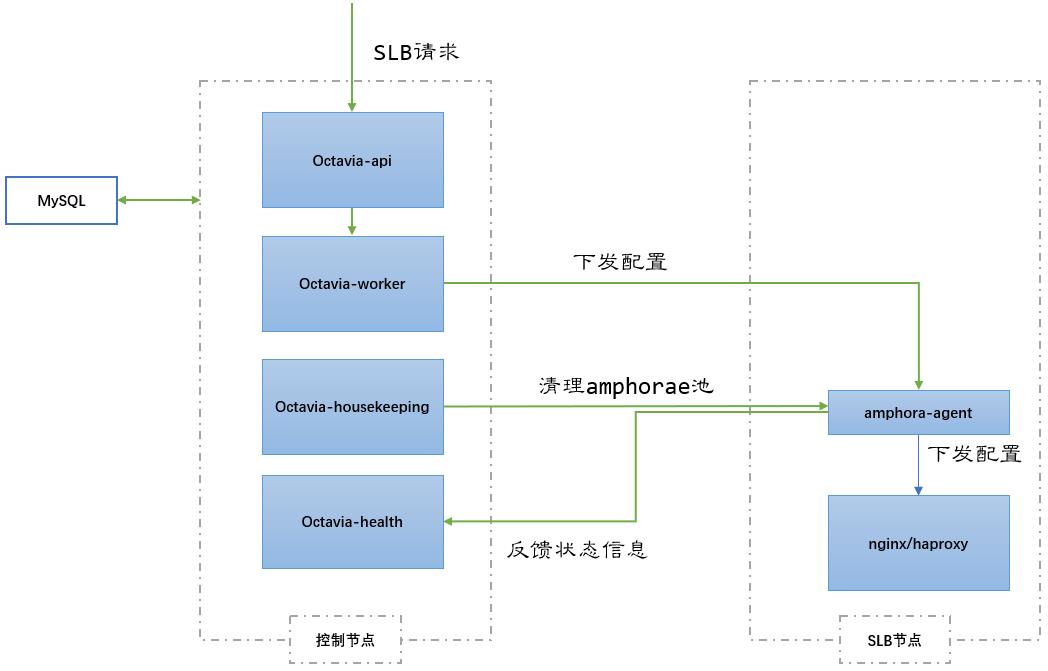 SLB请求
Octavia-api
MySQL
Octavia-worker
下发配置
Octavia-housekeeping
清理amphorae池
amphora-agent
下发配置
Octavia-health
反馈状态信息
nginx/haproxy
控制节点
SLB节点